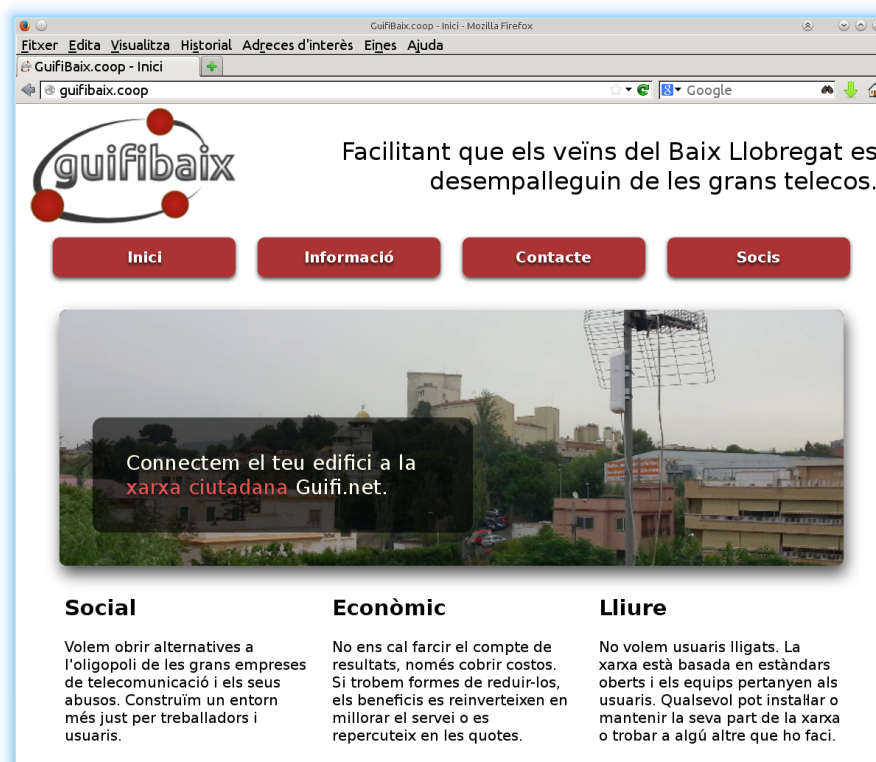 GuifiBaix.coop - Inici - Mozilla Firefox
Fitxer Edita Visualitza Historial Adreces d'interès Eines Ajuda
GuifiBaix.coop - Inici
guifibaix.coop
Google
guifibaix
Facilitant que els veïns del Baix Llobregat es
desempalleguin de les grans telecos.
Inici
Informació
Contacte
Socis
Connectem el teu edifici a la
xarxa ciutadana Guifi.net.
Social
Volem obrir alternatives a
l'oligopoli de les grans empreses
de telecomunicació i els seus
abusos. Construïm un entorn
més just per treballadors i
usuaris.
Econòmic
No ens cal farcir el compte de
resultats, només cobrir costos.
Si trobem formes de reduir-los,
els beneficis es reinverteixen en
millorar el servei o es
repercuteix en les quotes.
Lliure
No volem usuaris lligats. La
xarxa està basada en estàndars
oberts i els equips pertanyen als
usuaris. Qualsevol pot instaŀlar o
mantenir la seva part de la xarxa
o trobar a algú altre que ho faci.